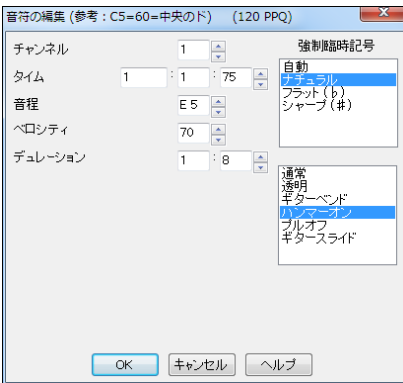 音符の編集 (参考：C5=60=中央のド) (120 PPQ)
チャンネル 1
タイム 1 : 1 : 75
音程 E 5
ベロシティ 70
デュレーション 1 : 8
強制臨時記号
自動
ナチュラル
フラット(♭)
シャープ(♯)
通常
透明
ギターベンド
ハンマーオン
プルオフ
ギタースライド
OK キャンセル ヘルプ